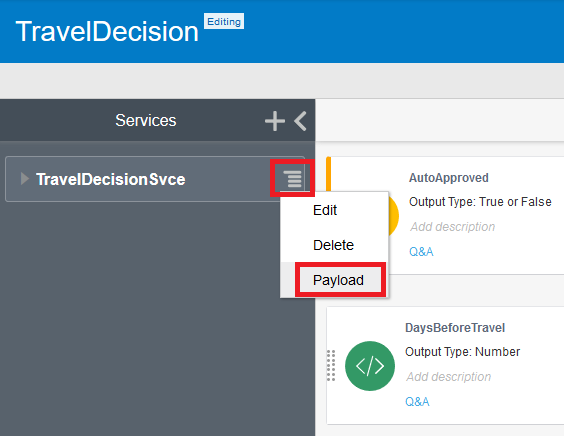 TravelDecision Editing
Services
TravelDecisionSvce
Edit
Delete
Payload
AutoApproved
Output Type: True or False
Add description
Q&A
DaysBeforeTravel
Output Type: Number
Add description
Q&A